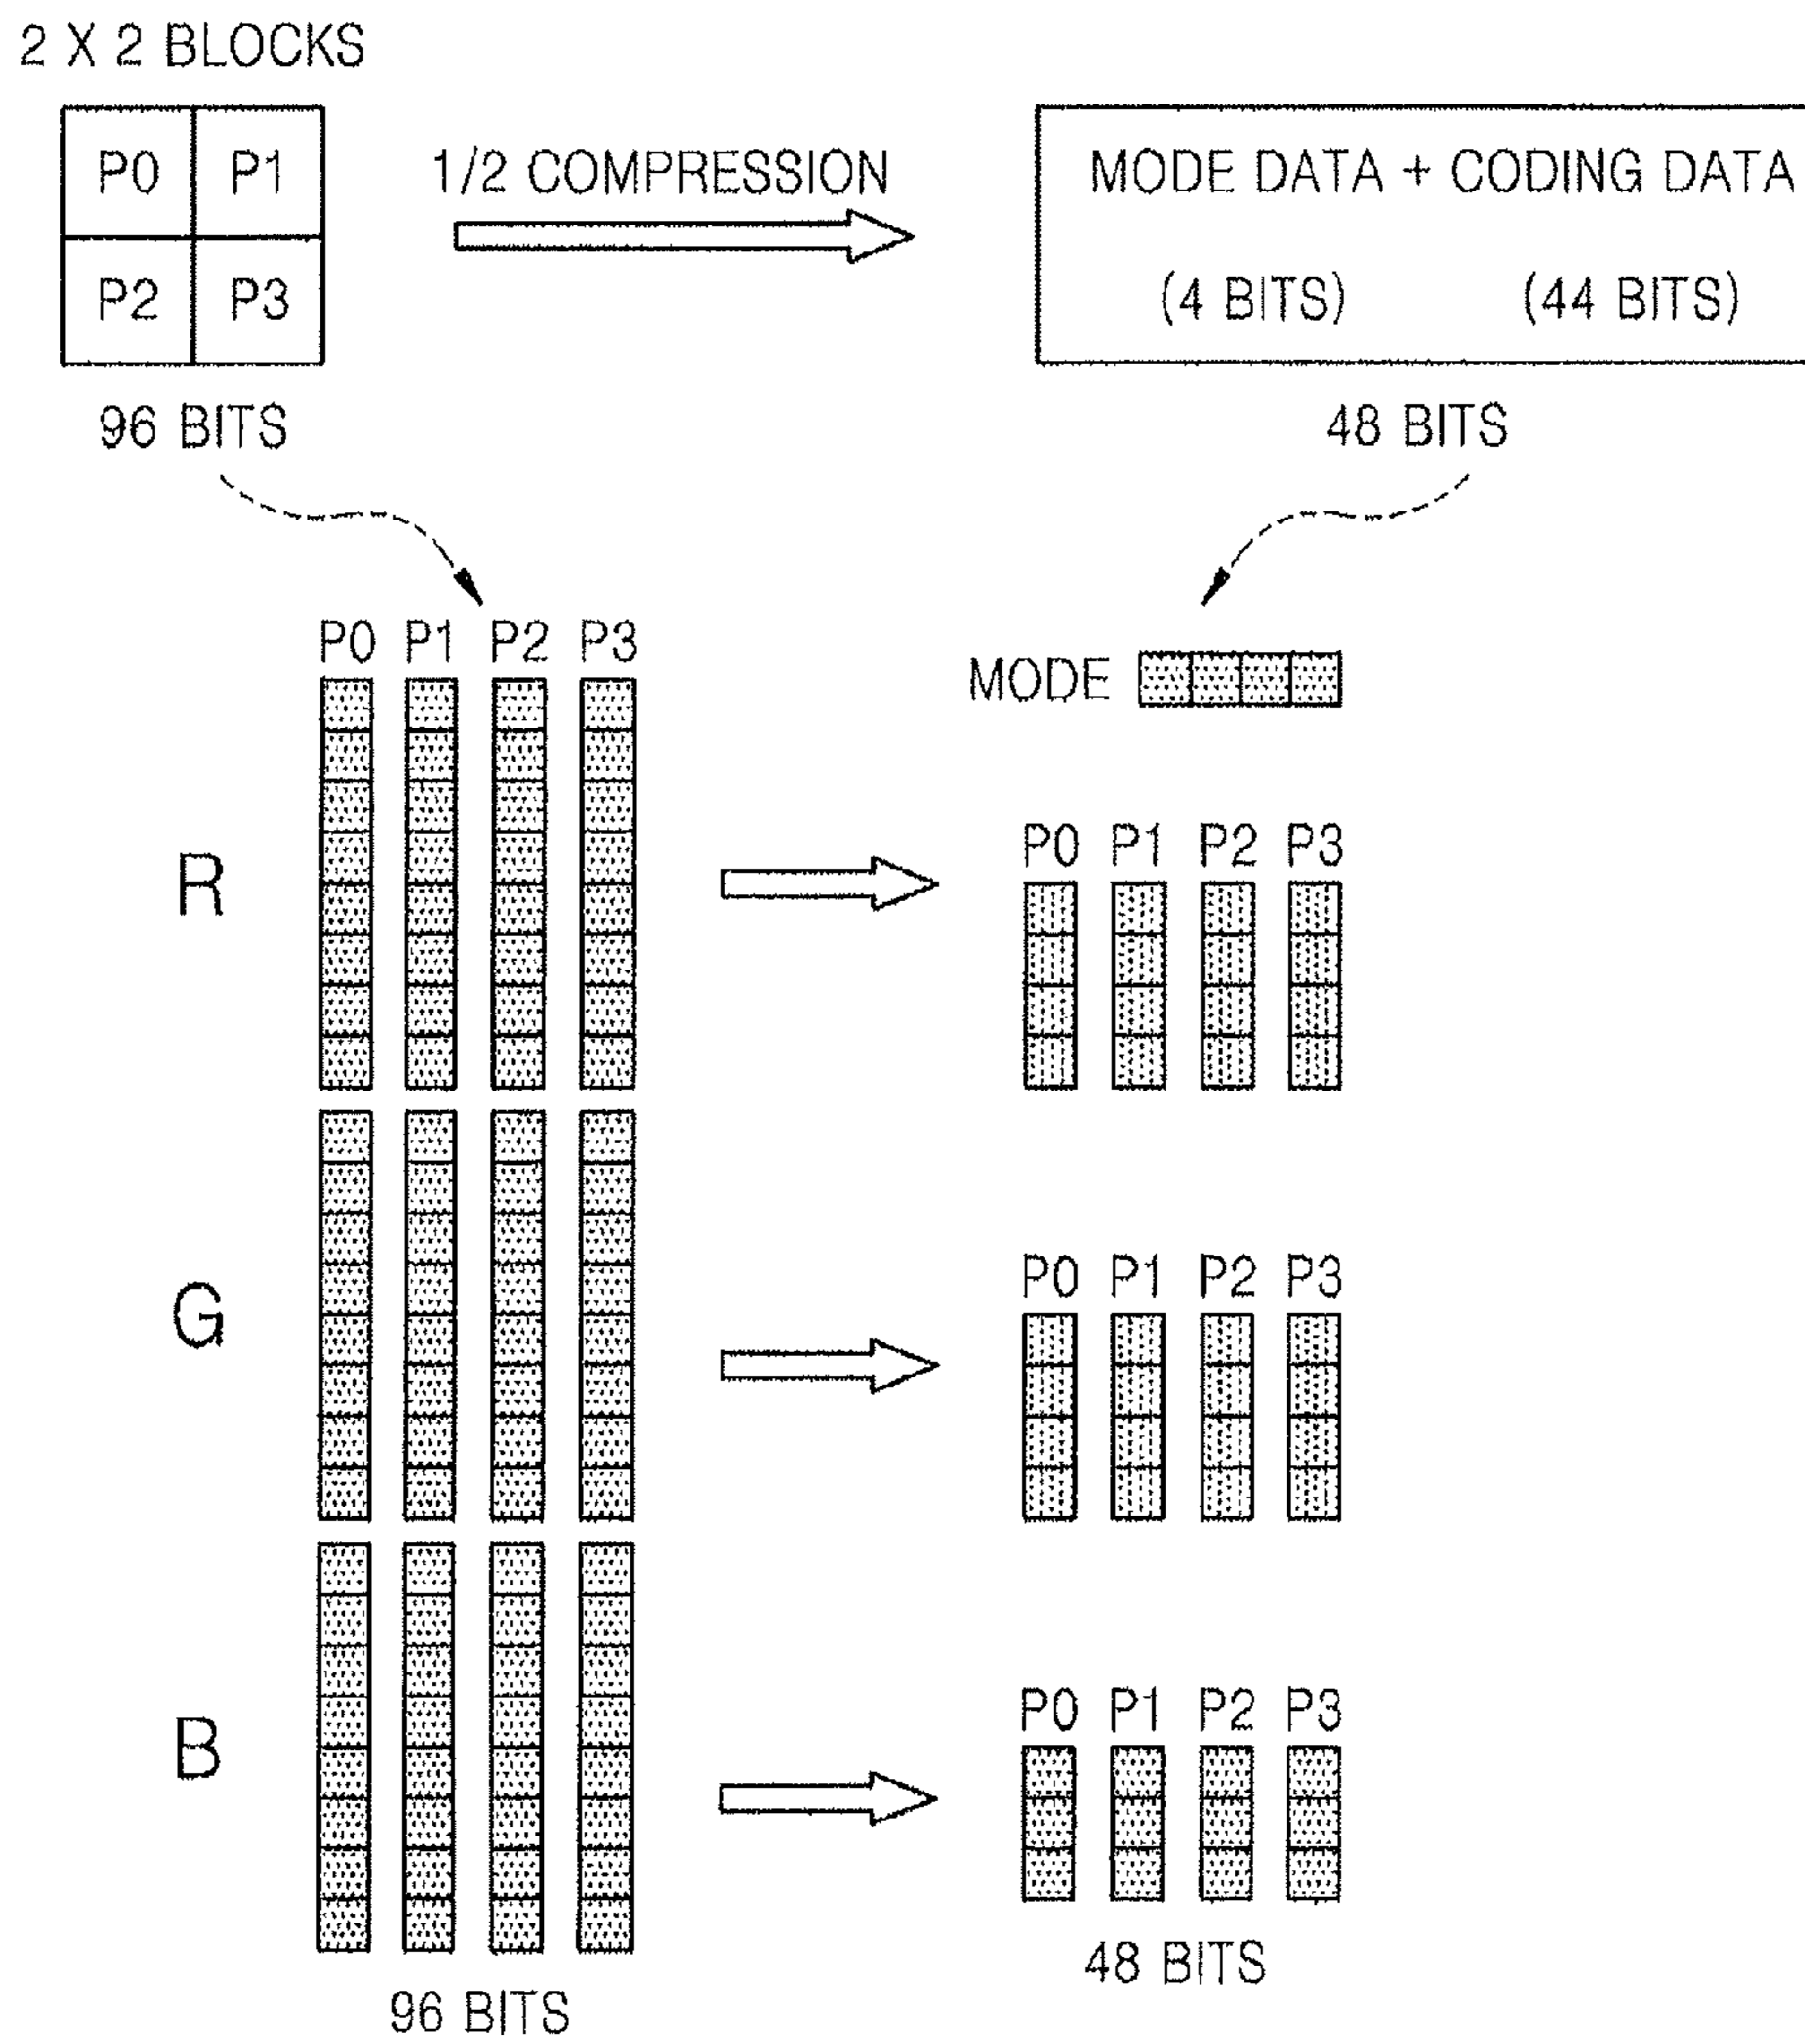 2 X 2 BLOCKS
P0 P1
P2 P3
1/2 COMPRESSION
MODE DATA + CODING DATA
(4 BITS) (44 BITS)
96 BITS
48 BITS
P0 P1 P2 P3
MODE
R
P0 P1 P2 P3
G
P0 P1 P2 P3
B
P0 P1 P2 P3
48 BITS
96 BITS